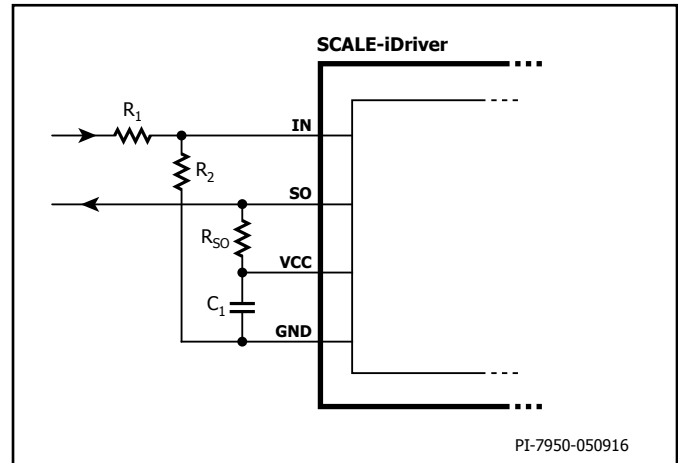 SCALE-iDriver
R1
IN
R2
SO
RSO
VCC
C1
GND
PI-7950-050916